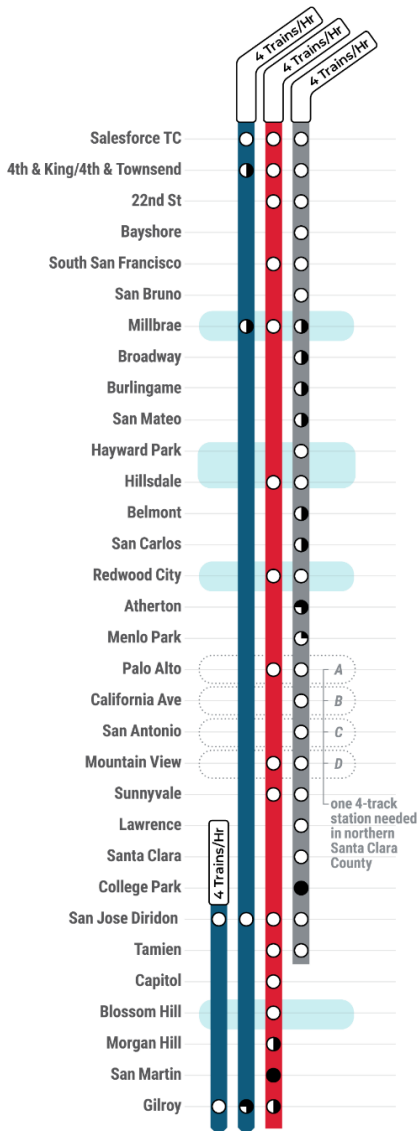 4 Trains/Hr
4 Trains/Hr
4 Trains/Hr
Salesforce TC
4th & King/4th & Townsend
22nd St
Bayshore
South San Francisco
San Bruno
Millbrae
Broadway
Burlingame
San Mateo
Hayward Park
Hillsdale
Belmont
San Carlos
Redwood City
Atherton
Menlo Park
Palo Alto
A
California Ave
B
San Antonio
C
Mountain View
D
Sunnyvale
one 4-track
station needed
in northern
Santa Clara
County
Lawrence
Santa Clara
4 Trains/Hr
College Park
San Jose Diridon
Tamien
Capitol
Blossom Hill
Morgan Hill
San Martin
Gilroy